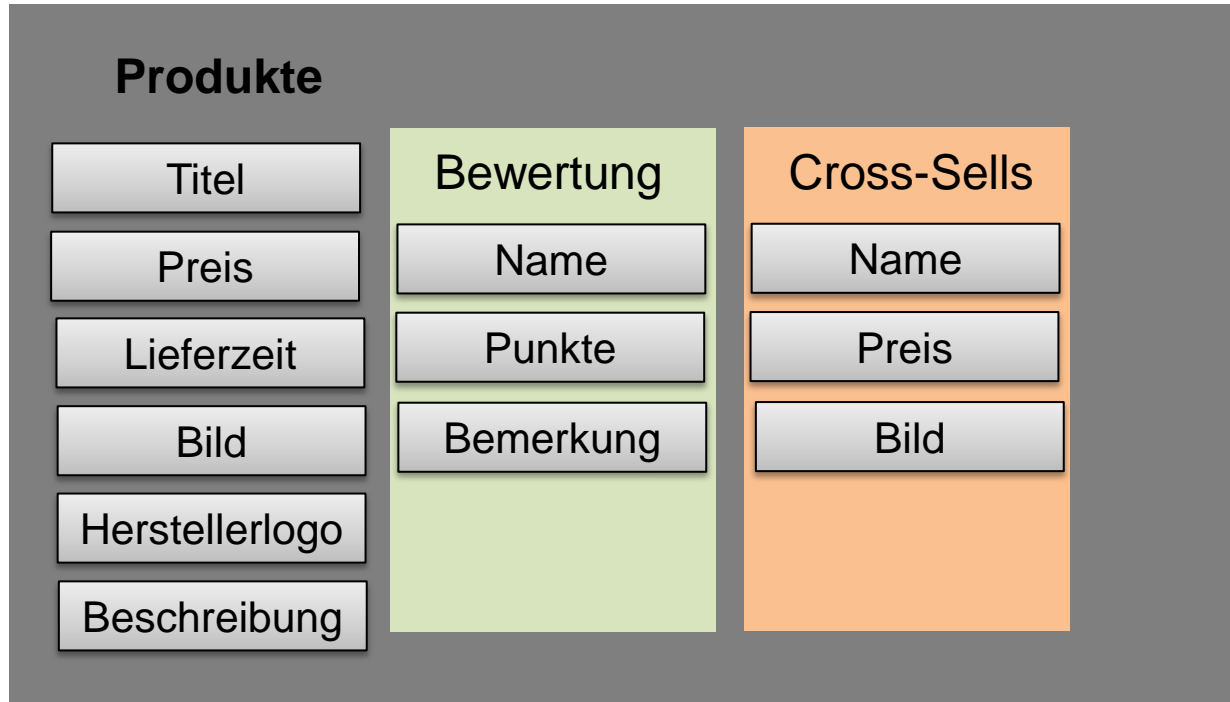 Produkte
Titel
Preis
Lieferzeit
Bild
Herstellerlogo
Beschreibung
Bewertung
Name
Punkte
Bemerkung
Cross-Sells
Name
Preis
Bild